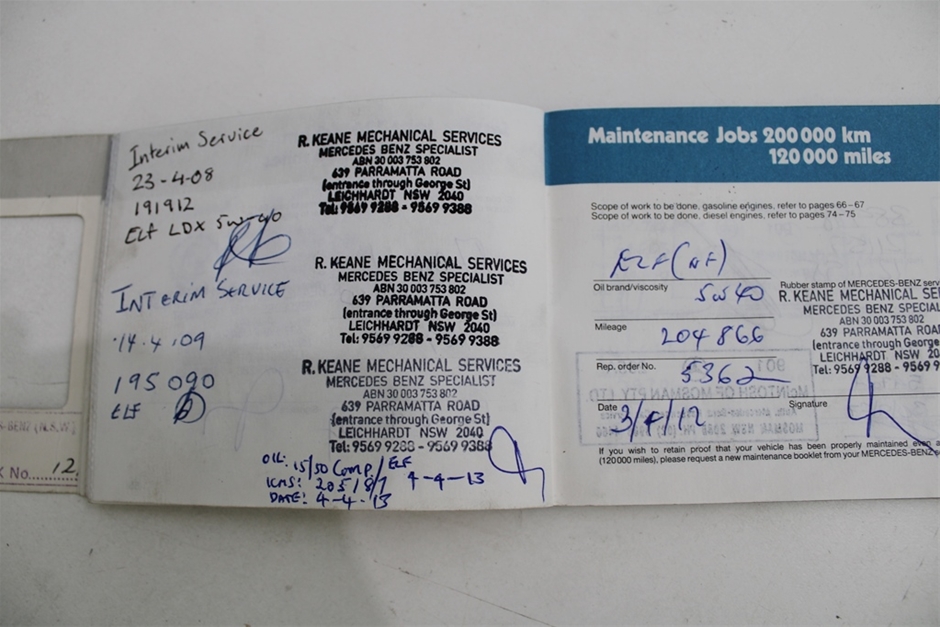 Interim Service
23-4-08
191912
ELF LDX 5W-40
R. KEANE MECHANICAL SERVICES
MERCEDES BENZ SPECIALIST
ABN 30 003 753 802
639 PARRAMATTA ROAD
(entrance through George St)
LEICHHARDT NSW 2040
Tel: 9569 9288 - 9569 9388
INTERIM SERVICE
14.4.09
195090
ELF
R. KEANE MECHANICAL SERVICES
MERCEDES BENZ SPECIALIST
ABN 30 003 753 802
639 PARRAMATTA ROAD
(entrance through George St)
LEICHHARDT NSW 2040
Tel: 9569 9288 - 9569 9388
R. KEANE MECHANICAL SERVICES
MERCEDES BENZ SPECIALIST
ABN 30 003 753 802
639 PARRAMATTA ROAD
(entrance through George St)
LEICHHARDT NSW 2040
Tel: 9569 9288 - 9569 9388
OIL: 15/50 Comp/ ELF
KMS: 205/817 4-4-13
DATE: 4-4-13
No. 12
Maintenance Jobs 200 000 km
120 000 miles
Scope of work to be done, gasoline engines, refer to pages 66-67
Scope of work to be done, diesel engines, refer to pages 74-75
ELF (NF)
Oil brand/viscosity
5W40
Mileage
204866
Rep. order No.
5362
Date
3/4/12
Rubber stamp of MERCEDES-BENZ
R. KEANE MECHANICAL
MERCEDES BENZ
ABN 30 003 753 802
639 PARRAMATTA
(entrance through George
LEICHHARDT NSW
Tel: 9569 9288 - 9569
Signature
901
McINTOSH OF MOSMAN PTY. LTD.
If you wish to retain proof that your vehicle has been properly maintained
(120 000 miles), please request a new maintenance booklet from your MERCEDES-BENZ